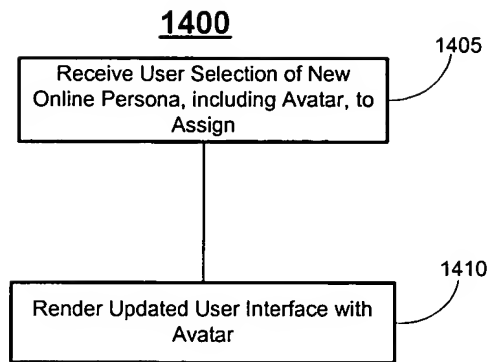 1400
1405
Receive User Selection of New
Online Persona, including Avatar, to
Assign
1410
Render Updated User Interface with
Avatar